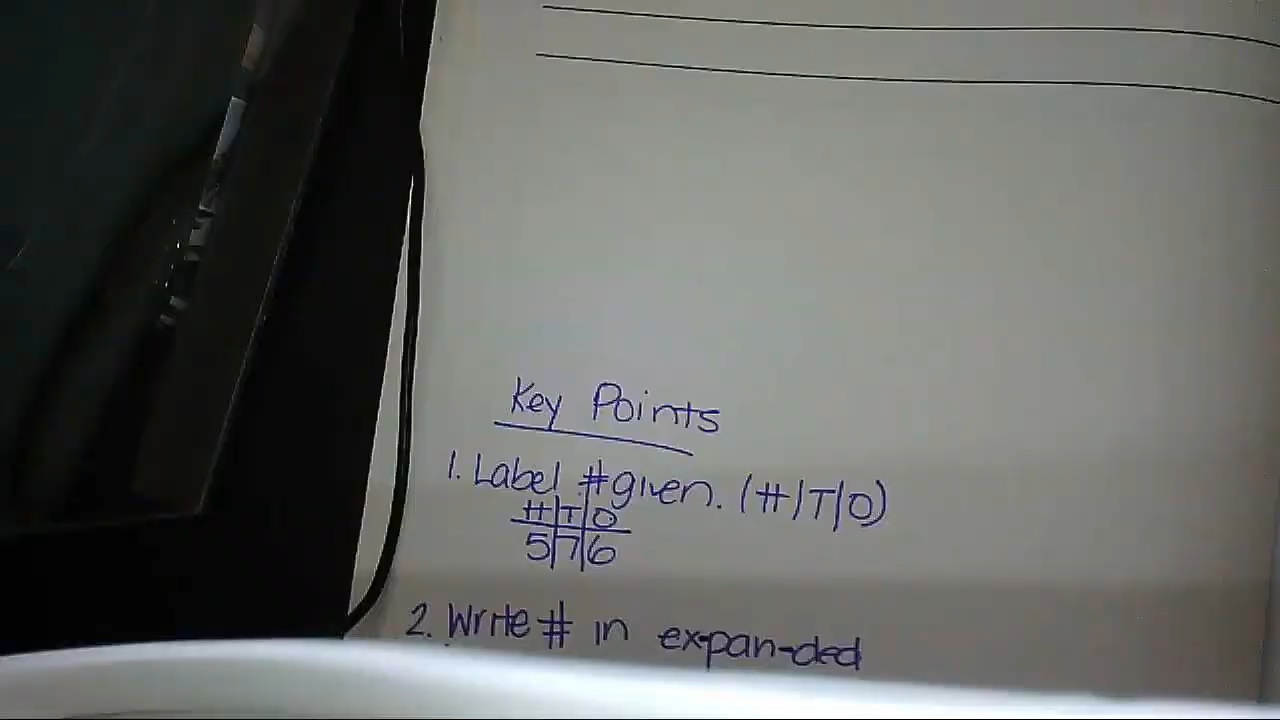 Key Points
1. Label #given. (H|T|O)
H|T|O
5|7|6
2. Write # in expan-ded